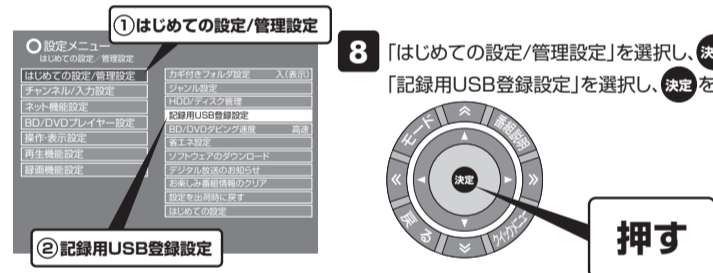 ①はじめての設定/管理設定
設定メニュー
はじめての設定/管理設定
はじめての設定/管理設定
チャンネル/入力設定
ネット機能設定
BD/DVDプレイヤー設定
操作・表示設定
再生機能設定
録画機能設定
カギ付きフォルダ設定 入(表示)
ジャンル設定
HDD/ディスク管理
記録用USB登録設定
BD/DVDダビング速度 高速
省エネ設定
ソフトウェアのダウンロード
デジタル放送のお知らせ
お楽しみ番組情報のクリア
設定を出荷時に戻す
はじめての設定
②記録用USB登録設定
8 「はじめての設定/管理設定」を選択し、決
「記録用USB登録設定」を選択し、決定を
モード
番組説明
決定
戻る
クイックメニュー
押す